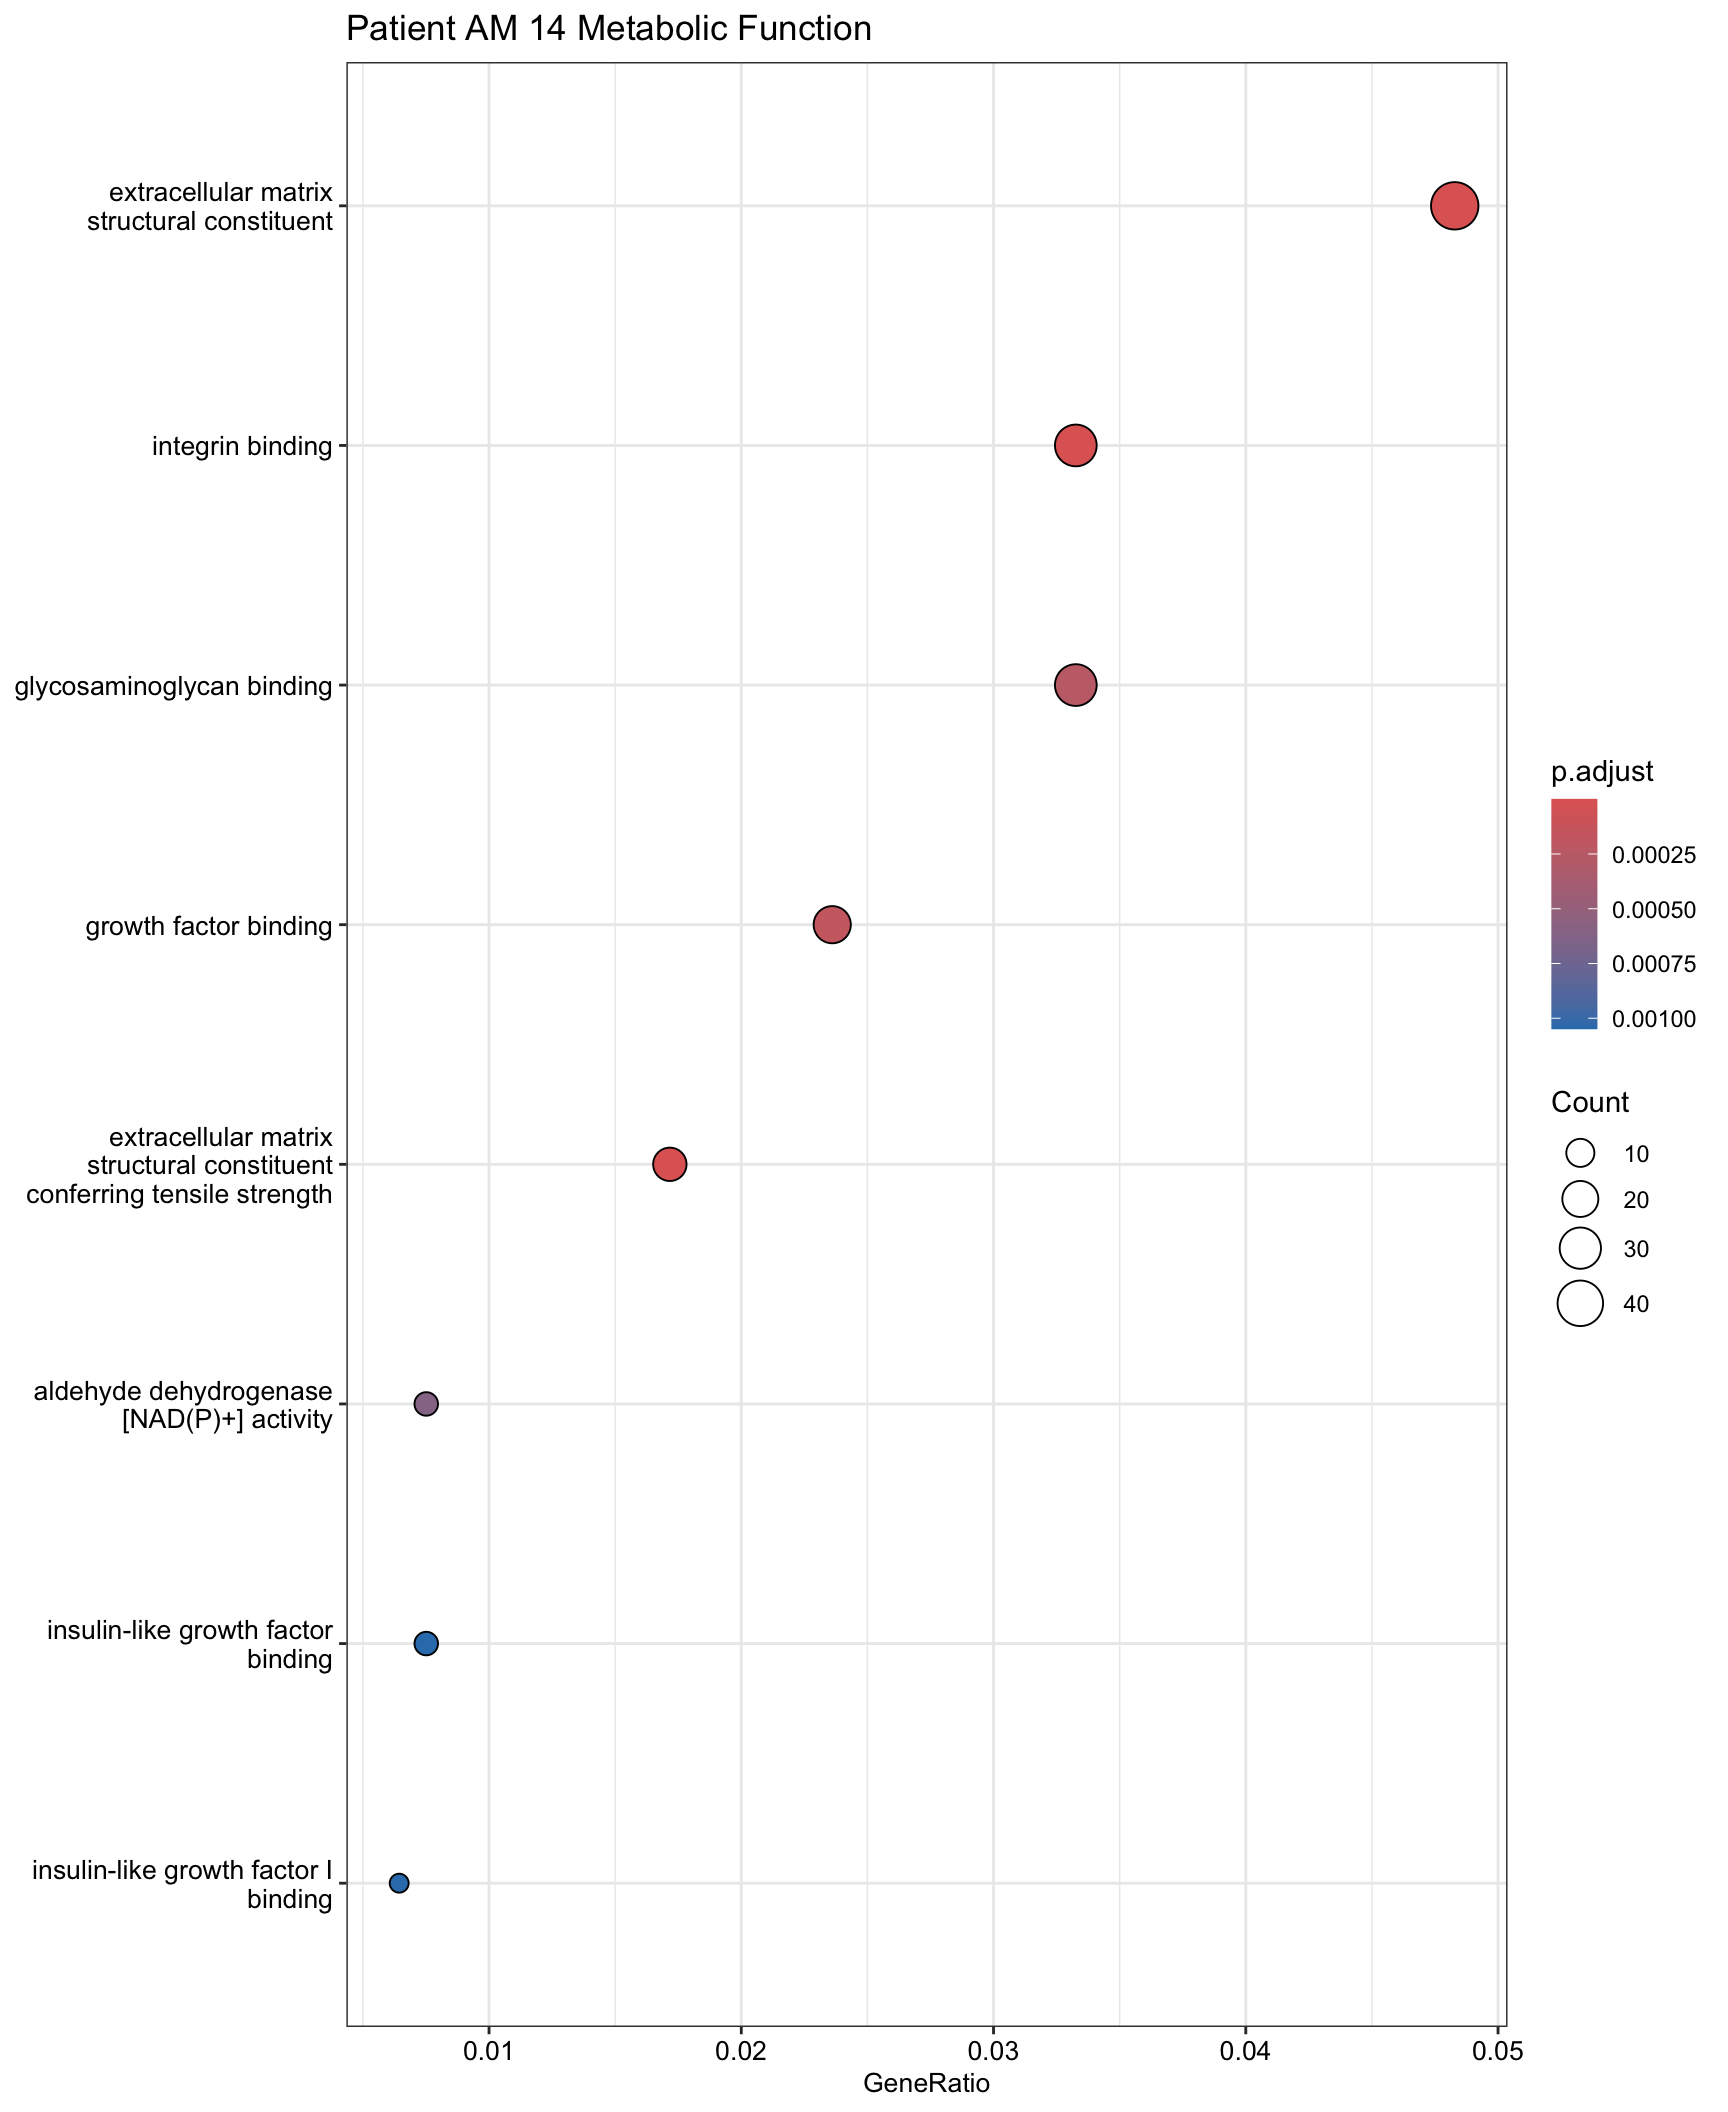 Patient AM 14 Metabolic Function
extracellular matrix
structural constituent
integrin binding
glycosaminoglycan binding
growth factor binding
extracellular matrix
structural constituent
conferring tensile strength
aldehyde dehydrogenase
[NAD(P)+] activity
insulin-like growth factor
binding
insulin-like growth factor I
binding
0.01 0.02 0.03 0.04 0.05
GeneRatio
p.adjust
0.00025
0.00050
0.00075
0.00100
Count
10
20
30
40